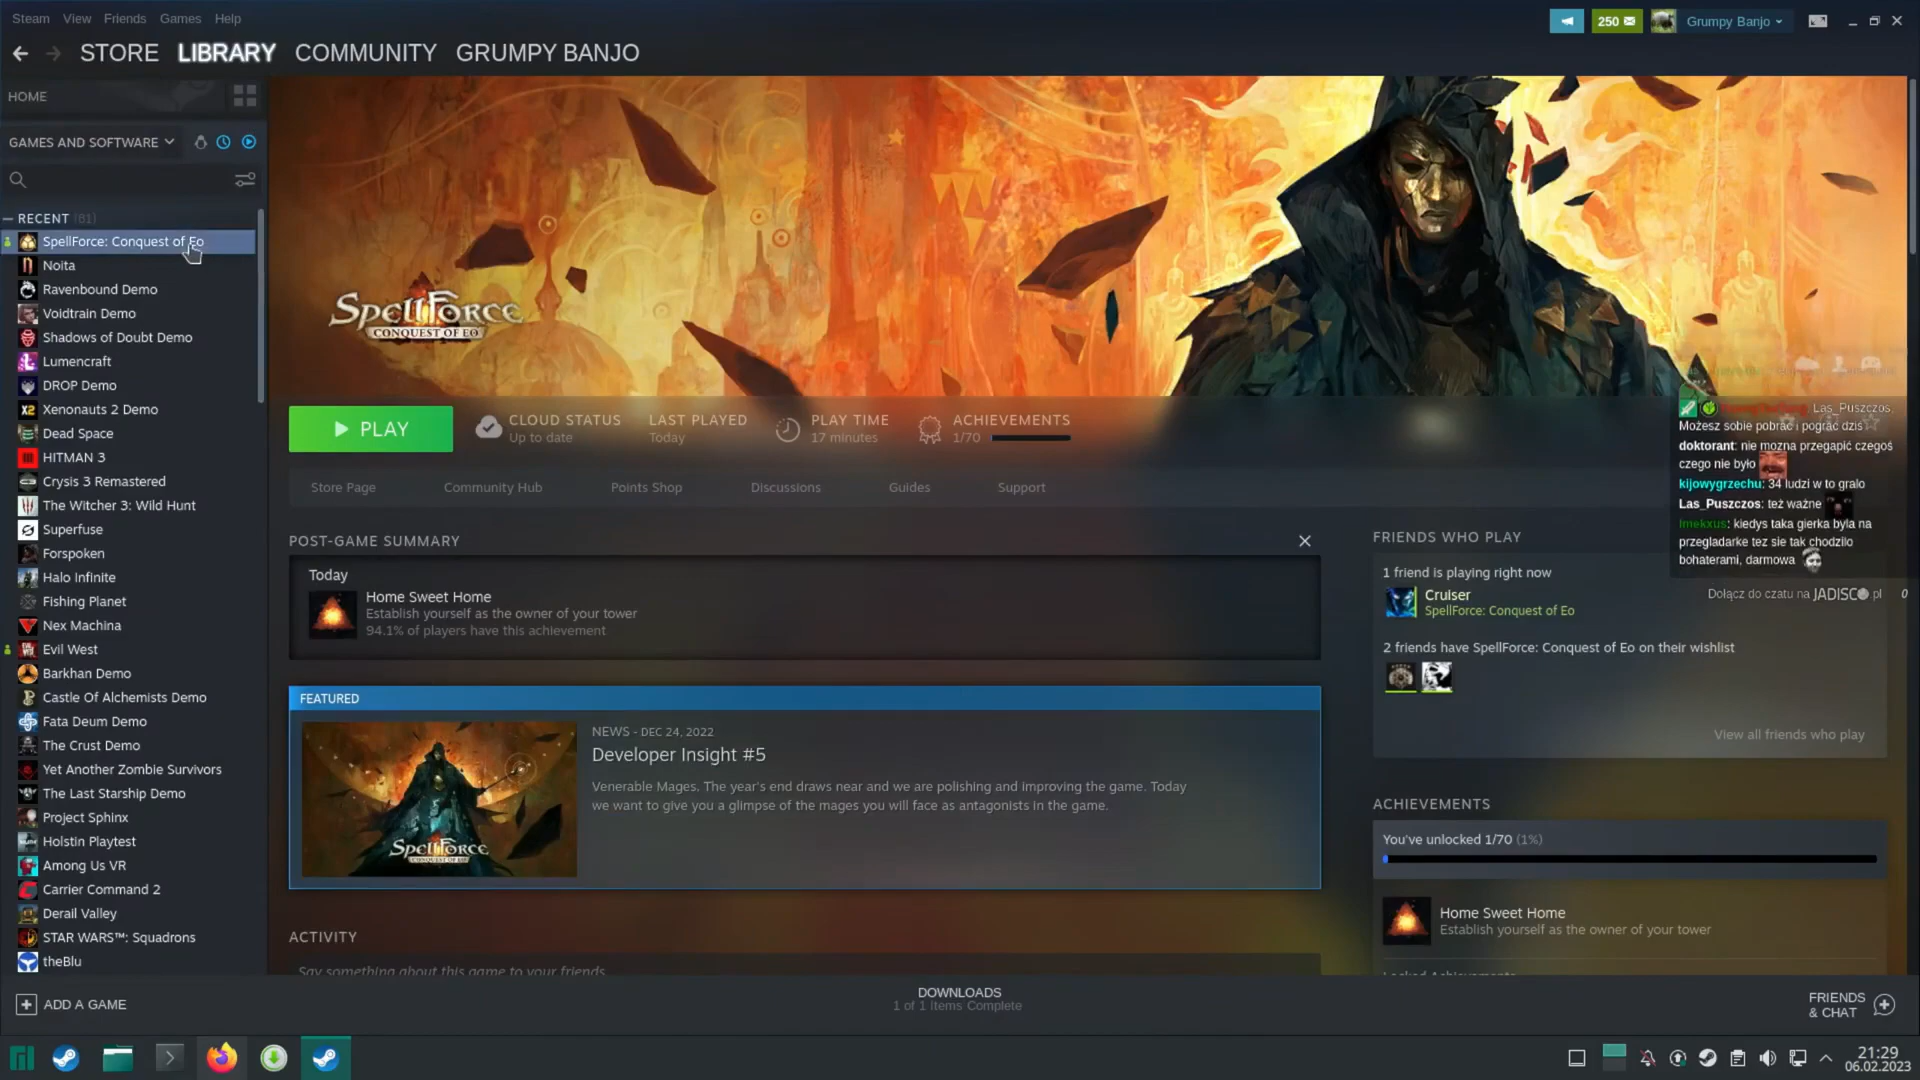 Steam View Friends Games Help
250 Grumpy Banjo
STORE LIBRARY COMMUNITY GRUMPY BANJO
HOME
GAMES AND SOFTWARE
RECENT (81)
SpellForce: Conquest of Eo
Noita
Ravenbound Demo
Voidtrain Demo
Shadows of Doubt Demo
Lumencraft
DROP Demo
Xenonauts 2 Demo
Dead Space
HITMAN 3
Crysis 3 Remastered
The Witcher 3: Wild Hunt
Superfuse
Forspoken
Halo Infinite
Fishing Planet
Nex Machina
Evil West
Barkhan Demo
Castle Of Alchemists Demo
Fata Deum Demo
The Crust Demo
Yet Another Zombie Survivors
The Last Starship Demo
Project Sphinx
Holstin Playtest
Among Us VR
Carrier Command 2
Derail Valley
STAR WARS™: Squadrons
theBlu
SPELLFORCE
CONQUEST OF EO
PLAY
CLOUD STATUS
Up to date
LAST PLAYED
Today
PLAY TIME
17 minutes
ACHIEVEMENTS
1/70
Store Page Community Hub Points Shop Discussions Guides Support
POST-GAME SUMMARY
Today
Home Sweet Home
Establish yourself as the owner of your tower
94.1% of players have this achievement
FEATURED
NEWS - DEC 24, 2022
Developer Insight #5
Venerable Mages, The year's end draws near and we are polishing and improving the game. Today
we want to give you a glimpse of the mages you will face as antagonists in the game.
SPELLFORCE
CONQUEST OF EO
ACTIVITY
Say something about this game to your friends
Las_Puszczos,
Możesz sobie pobrać i pograć dziś
doktorant: nie mozna przegapić czegoś
czego nie było
kijowygrzechu: 34 ludzi w to gralo
Las_Puszczos: też ważne
Imekxus: kiedys taka gierka byla na
przegladarke tez sie tak chodzilo
bohaterami, darmowa
Dołącz do czatu na JADISCO.pl 0
FRIENDS WHO PLAY
1 friend is playing right now
Cruiser
SpellForce: Conquest of Eo
2 friends have SpellForce: Conquest of Eo on their wishlist
View all friends who play
ACHIEVEMENTS
You've unlocked 1/70 (1%)
Home Sweet Home
Establish yourself as the owner of your tower
Locked Achievements
ADD A GAME
DOWNLOADS
1 of 1 Items Complete
FRIENDS
& CHAT
21:29
06.02.2023